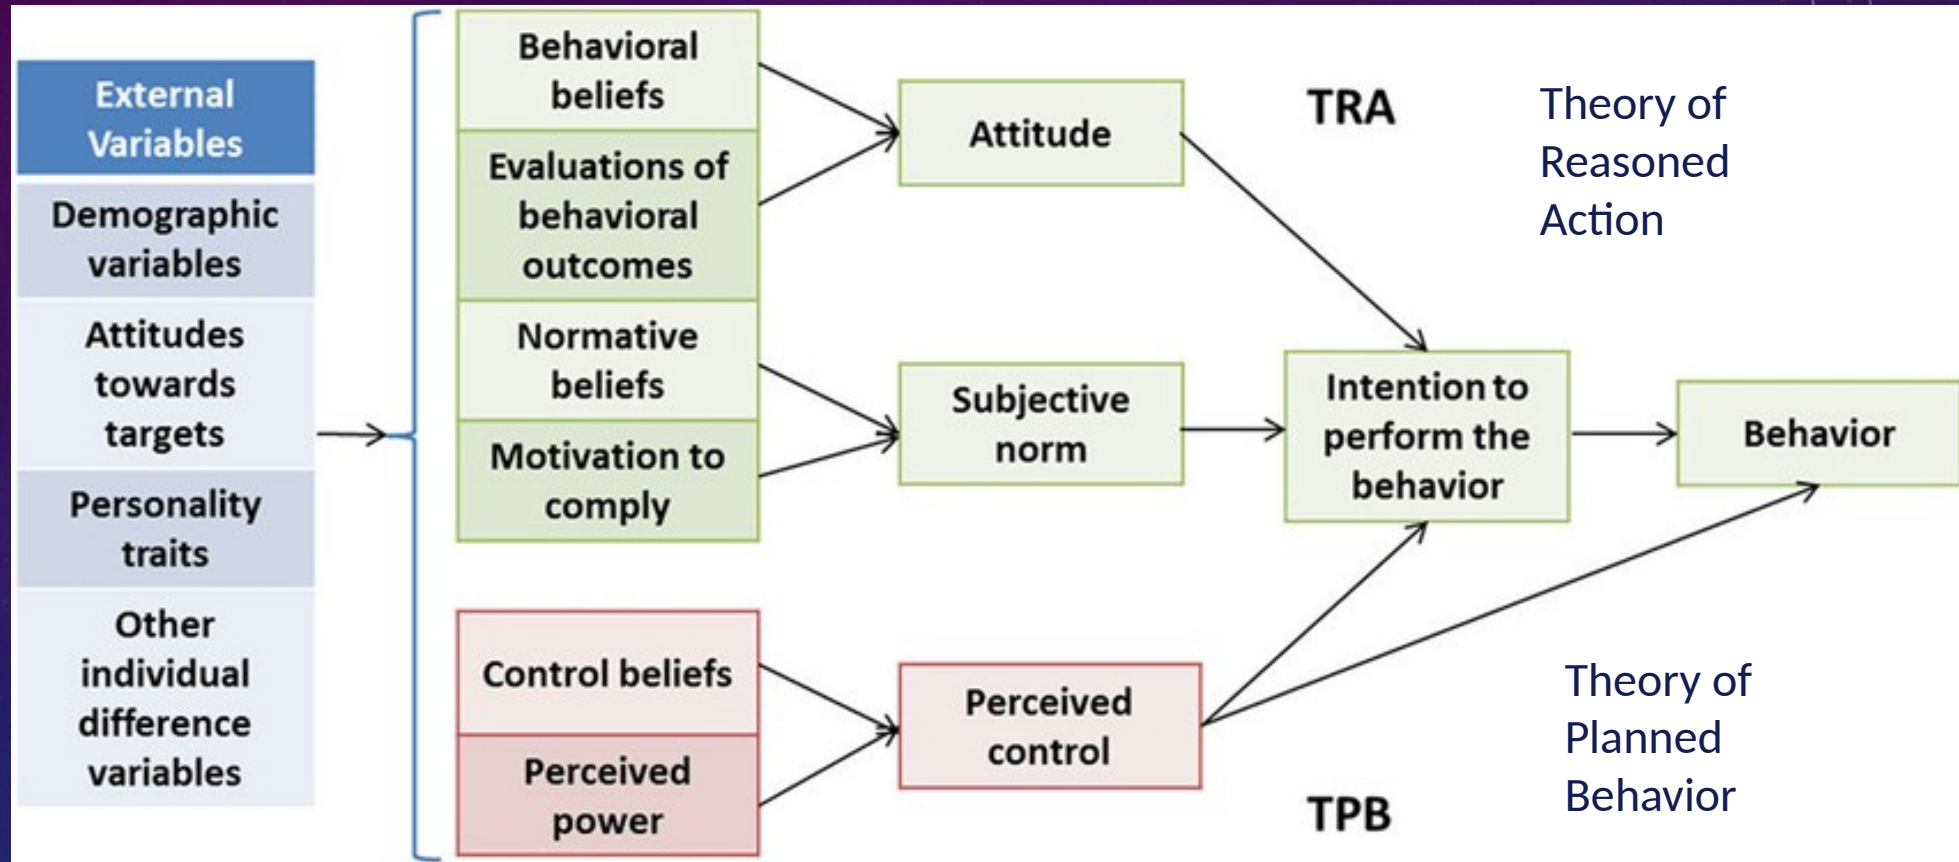 External
Variables
Demographic
variables
Attitudes
towards
targets
Personality
traits
Other
individual
difference
variables
Behavioral
beliefs
Evaluations of
behavioral
outcomes
Normative
beliefs
Motivation to
comply
Control beliefs
Perceived
power
Attitude
Subjective
norm
Perceived
control
TRA
Theory of
Reasoned
Action
Intention to
perform the
behavior
Behavior
TPB
Theory of
Planned
Behavior